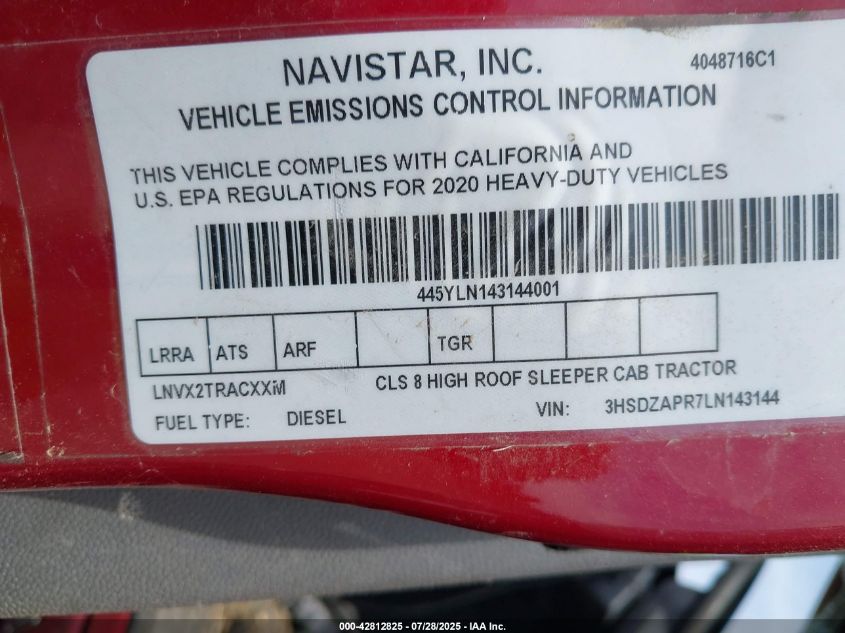 NAVISTAR, INC.
4048716C1
VEHICLE EMISSIONS CONTROL INFORMATION
THIS VEHICLE COMPLIES WITH CALIFORNIA AND
U.S. EPA REGULATIONS FOR 2020 HEAVY-DUTY VEHICLES
445YLN143144001
LRRA ATS ARF TGR
LNVX2TRACXXM CLS 8 HIGH ROOF SLEEPER CAB TRACTOR
FUEL TYPE: DIESEL VIN: 3HSDZAPR7LN143144
000-42812825 / 07/28/2025 - IAA Inc.